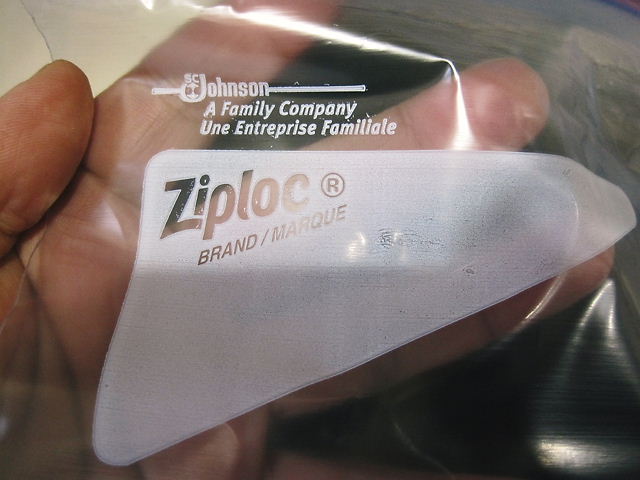 SC Johnson
A Family Company
Une Entreprise Familiale
Ziploc ®
BRAND / MARQUE